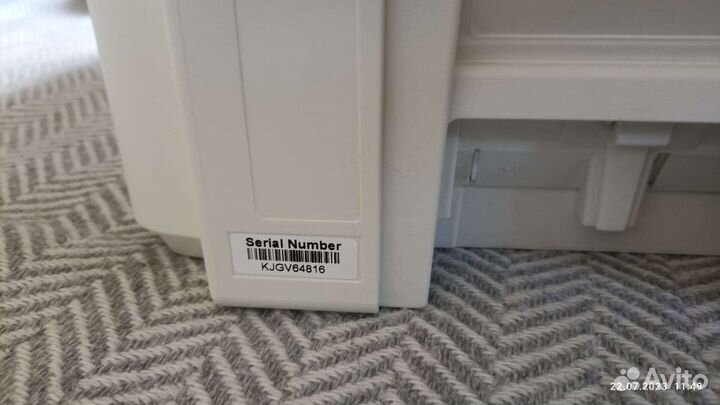 Serial Number
KJGV64816
Avito
22.07.2023 11:49